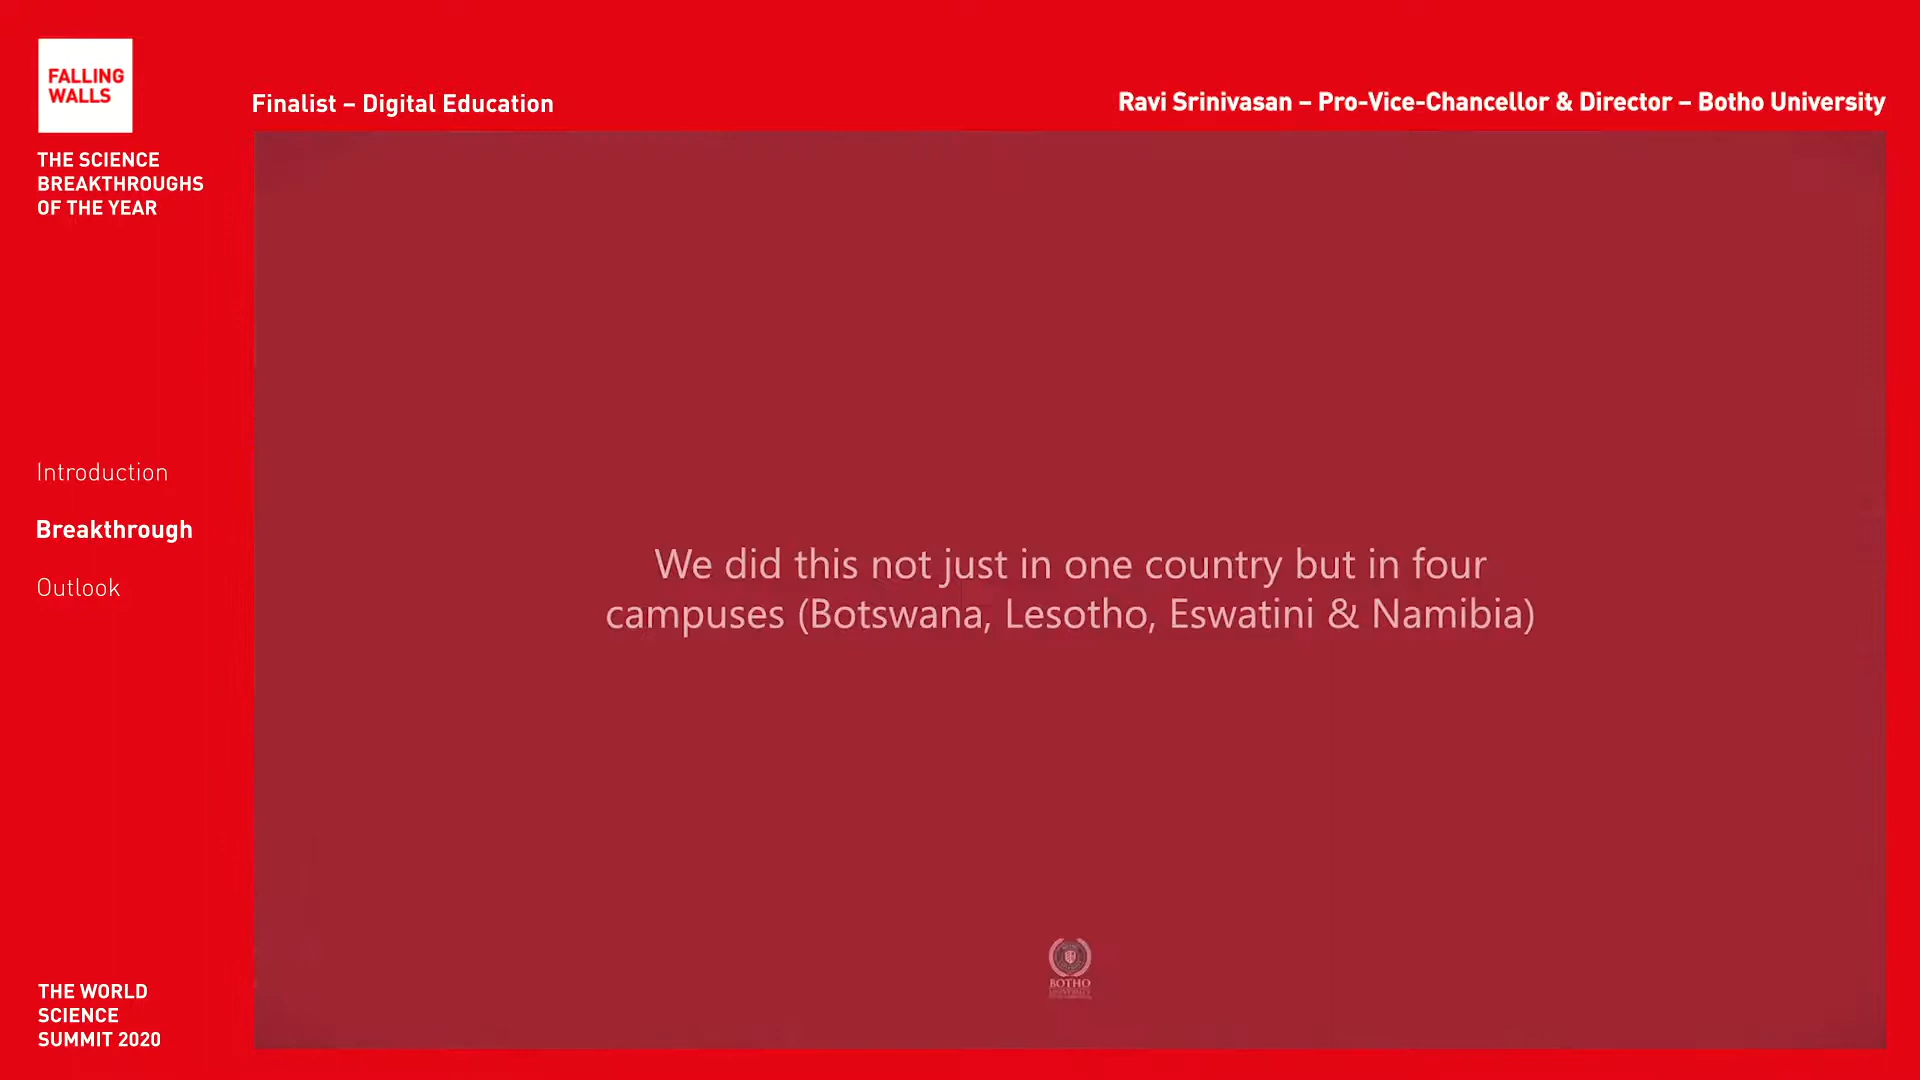 FALLING
WALLS
THE SCIENCE
BREAKTHROUGHS
OF THE YEAR
Finalist – Digital Education
Ravi Srinivasan – Pro-Vice-Chancellor & Director – Botho University
Introduction
Breakthrough
Outlook
We did this not just in one country but in four
campuses (Botswana, Lesotho, Eswatini & Namibia)
BOTHO
THE WORLD
SCIENCE
SUMMIT 2020